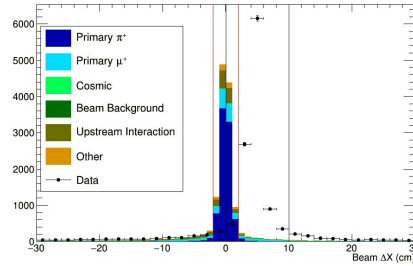 6000
5000
4000
3000
2000
1000
0
Primary π⁺
Primary μ⁺
Cosmic
Beam Background
Upstream Interaction
Other
Data
−30 −20 −10 0 10 20 30
Beam ΔX (cm)